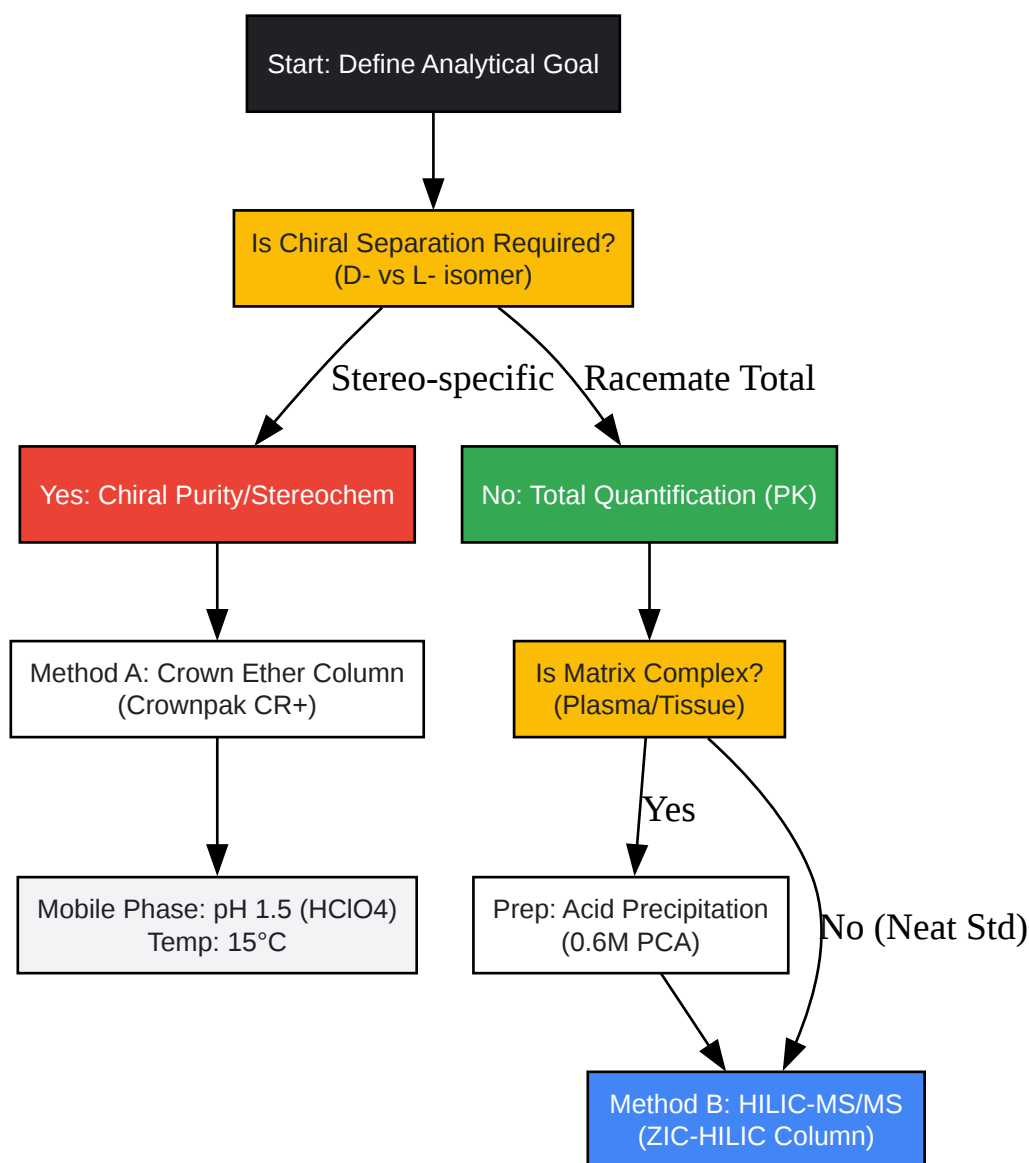 Start: Define Analytical Goal
Is Chiral Separation Required?
(D- vs L- isomer)
Stereo-specific
Racemate Total
Yes: Chiral Purity/Stereochem
No: Total Quantification (PK)
Method A: Crown Ether Column
(Crownpak CR+)
Is Matrix Complex?
(Plasma/Tissue)
Yes
Mobile Phase: pH 1.5 (HClO4)
Temp: 15°C
Prep: Acid Precipitation
(0.6M PCA)
No (Neat Std)
Method B: HILIC-MS/MS
(ZIC-HILIC Column)